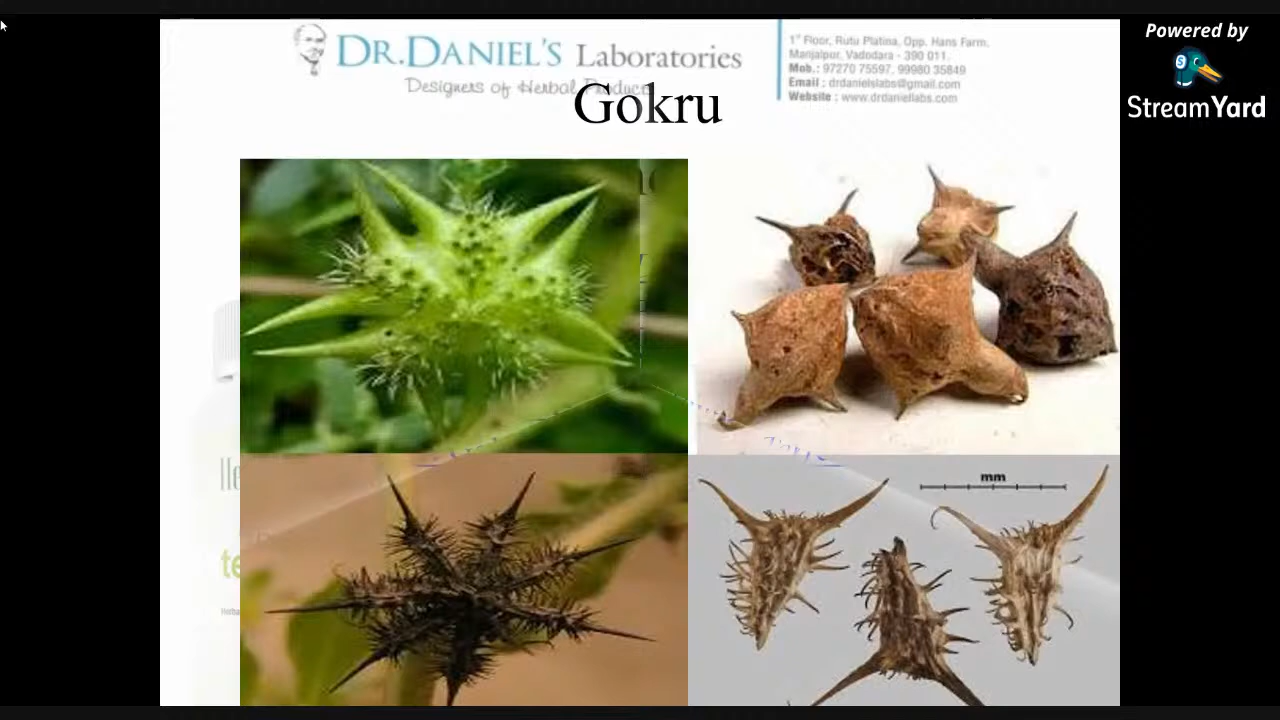 DR.DANIEL'S Laboratories
Designers of Herbal Products
1st Floor, Rutu Platina, Opp. Hans Farm,
Manjalpur, Vadodara - 390 011.
Mob.: 97270 75597, 99980 35849
Email : drdanielslabs@gmail.com
Website : www.drdaniellabs.com
Gokru
mm
Powered by
StreamYard